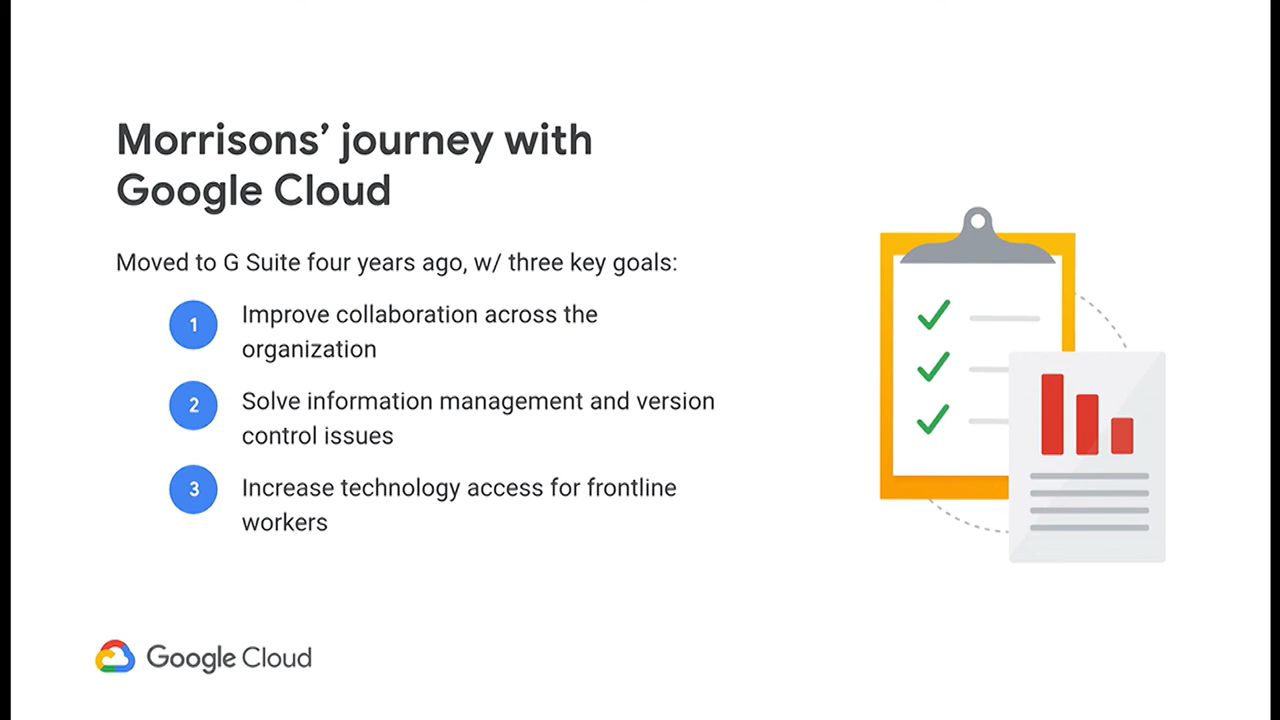 Morrisons’ journey with
Google Cloud
Moved to G Suite four years ago, w/ three key goals:
1 Improve collaboration across the
organization
2 Solve information management and version
control issues
3 Increase technology access for frontline
workers
Google Cloud